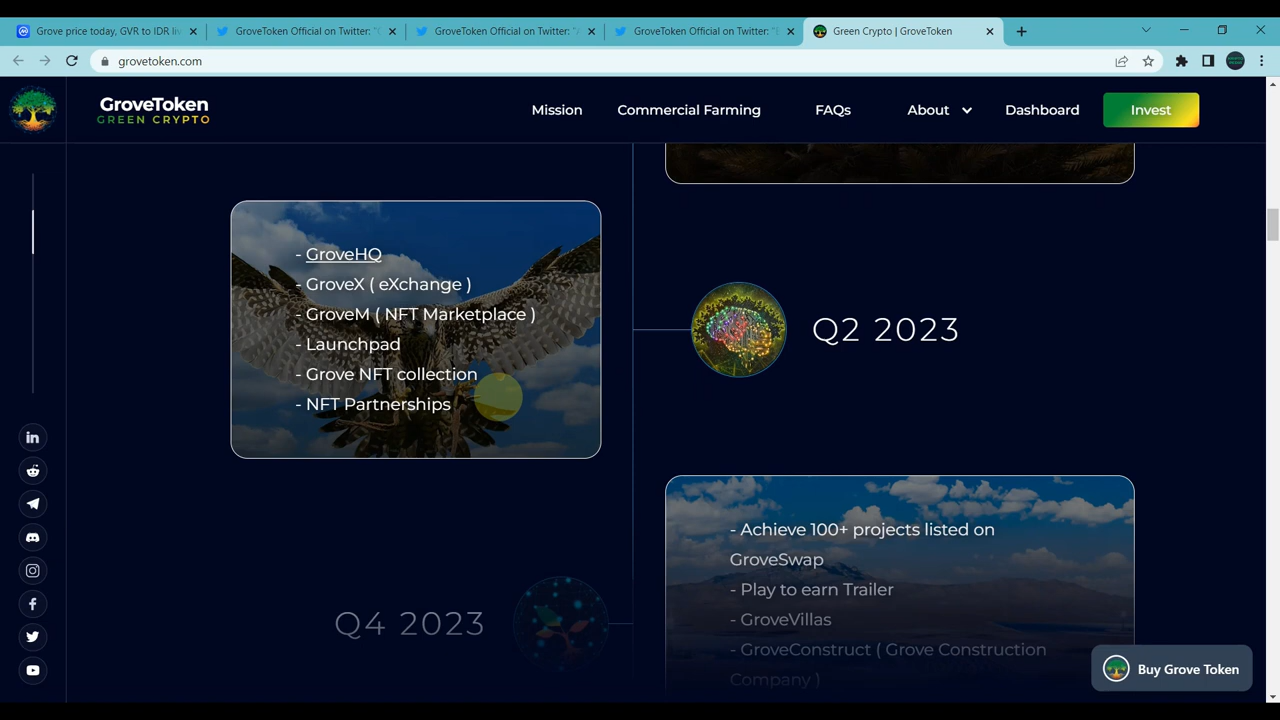 Grove price today, GVR to IDR li
GroveToken Official on Twitter: "
GroveToken Official on Twitter: "
GroveToken Official on Twitter: "
Green Crypto | GroveToken
grovetoken.com
GroveToken
GREEN CRYPTO
Mission
Commercial Farming
FAQs
About
Dashboard
Invest
- GroveHQ
- GroveX ( eXchange )
- GroveM ( NFT Marketplace )
- Launchpad
- Grove NFT collection
- NFT Partnerships
Q2 2023
- Achieve 100+ projects listed on
GroveSwap
- Play to earn Trailer
- GroveVillas
- GroveConstruct ( Grove Construction
Company )
Q4 2023
Buy Grove Token